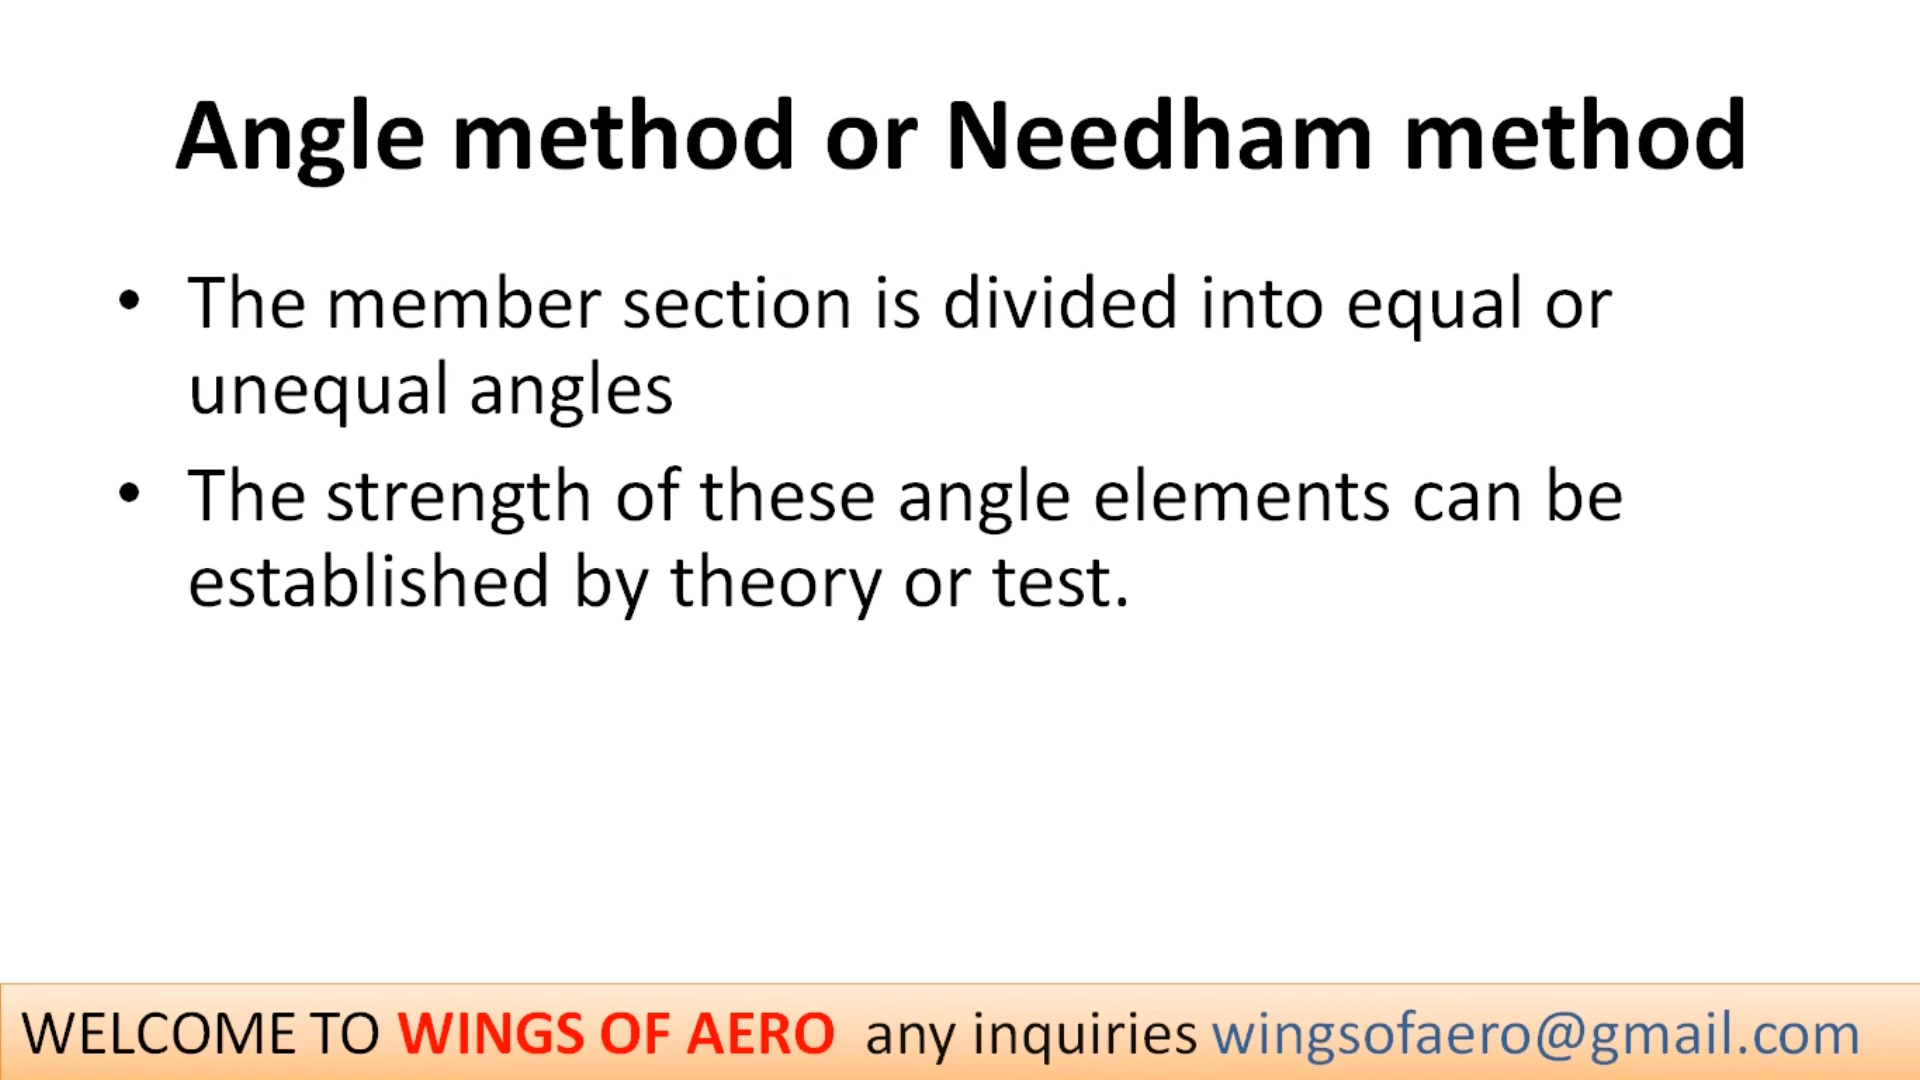 Angle method or Needham method
• The member section is divided into equal or
unequal angles
• The strength of these angle elements can be
established by theory or test.
WELCOME TO WINGS OF AERO any inquiries wingsofaero@gmail.com